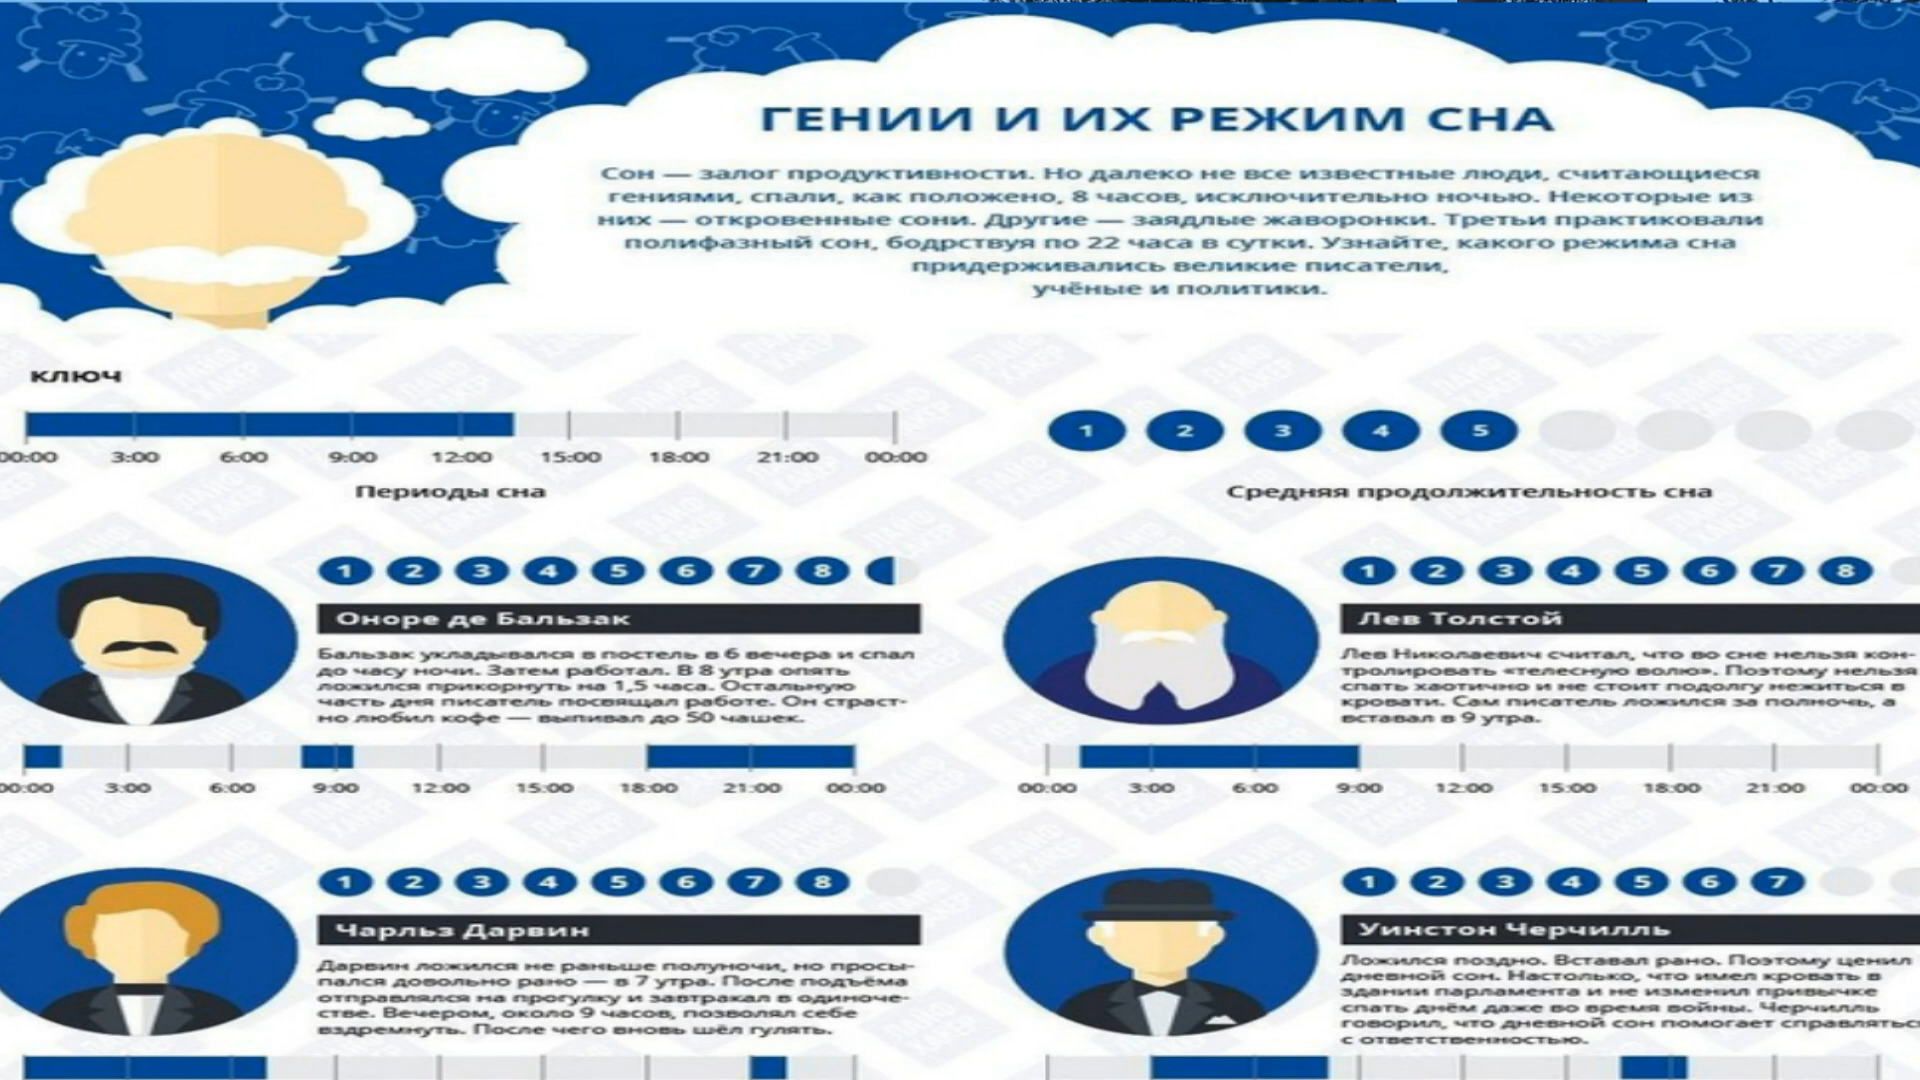 ГЕНИИ И ИХ РЕЖИМ СНА
Сон — залог продуктивности. Но далеко не все известные люди, считающиеся
гениями, спали, как положено, 8 часов, исключительно ночью. Некоторые из
них — откровенные сони. Другие — заядлые жаворонки. Третьи практиковали
полифазный сон, бодрствуя по 22 часа в сутки. Узнайте, какого режима сна
придерживались великие писатели,
учёные и политики.
КЛЮЧ
00:00 3:00 6:00 9:00 12:00 15:00 18:00 21:00 00:00
Периоды сна
1 2 3 4 5
Средняя продолжительность сна
1 2 3 4 5 6 7 8
Оноре де Бальзак
Бальзак укладывался в постель в 6 вечера и спал
до часу ночи. Затем работал. В 8 утра опять
ложился прикорнуть на 1,5 часа. Остальную
часть дня писатель посвящал работе. Он страст-
но любил кофе — выпивал до 50 чашек.
00:00 3:00 6:00 9:00 12:00 15:00 18:00 21:00 00:00
1 2 3 4 5 6 7 8
Лев Толстой
Лев Николаевич считал, что во сне нельзя кон-
тролировать «телесную волю». Поэтому нельзя
спать хаотично и не стоит подолгу нежиться в
кровати. Сам писатель ложился за полночь, а
вставал в 9 утра.
00:00 3:00 6:00 9:00 12:00 15:00 18:00 21:00 00:00
1 2 3 4 5 6 7 8
Чарльз Дарвин
Дарвин ложился не раньше полуночи, но просы-
пался довольно рано — в 7 утра. После подъёма
отправлялся на прогулку и завтракал в одиноче-
стве. Вечером, около 9 часов, позволял себе
вздремнуть. После чего вновь шёл гулять.
1 2 3 4 5 6 7
Уинстон Черчилль
Ложился поздно. Вставал рано. Поэтому ценил
дневной сон. Настолько, что имел кровать в
здании парламента и не изменил привычке
спать днём даже во время войны. Черчилль
говорил, что дневной сон помогает справляться
с ответственностью.